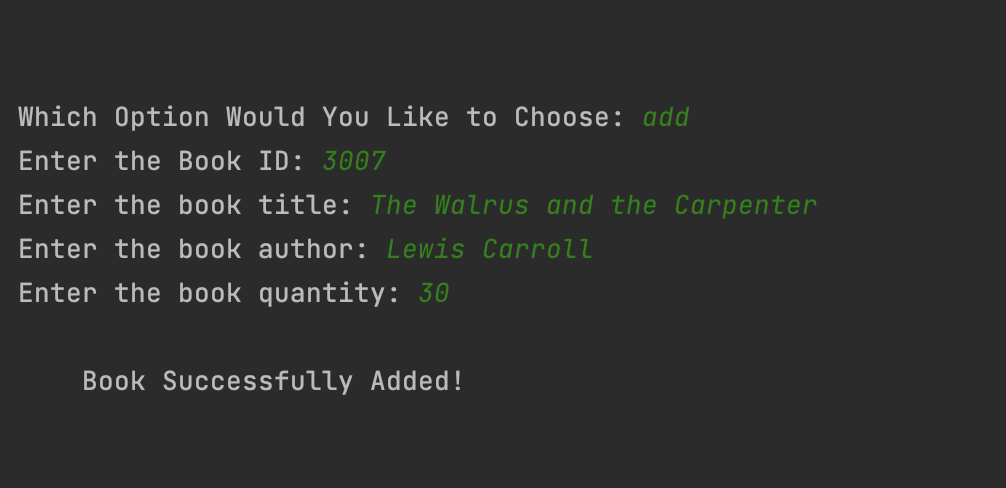 Which Option Would You Like to Choose: add
Enter the Book ID: 3007
Enter the book title: The Walrus and the Carpenter
Enter the book author: Lewis Carroll
Enter the book quantity: 30
Book Successfully Added!